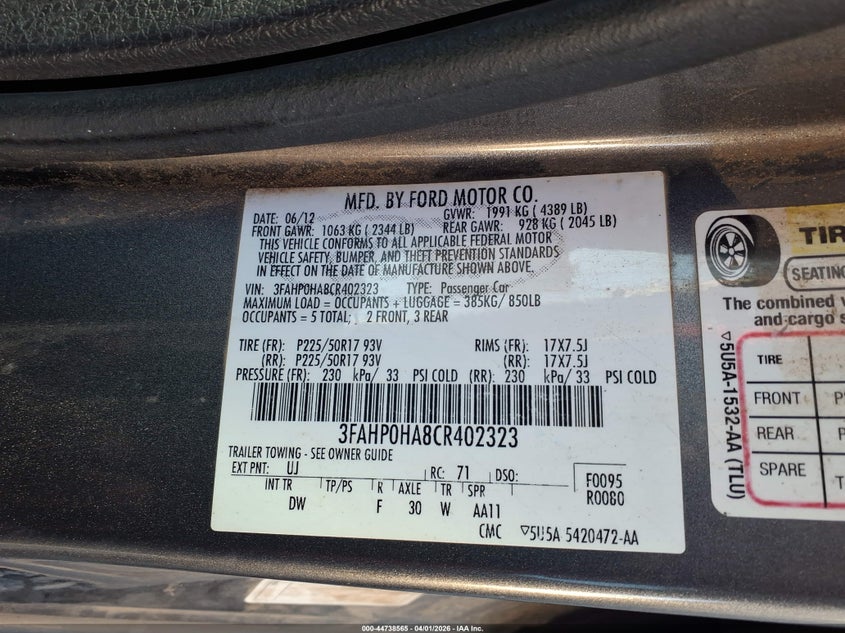 MFD. BY FORD MOTOR CO.
DATE: 06/12 GVWR: 1991 KG ( 4389 LB)
FRONT GAWR: 1063 KG ( 2344 LB) REAR GAWR: 928 KG ( 2045 LB)
THIS VEHICLE CONFORMS TO ALL APPLICABLE FEDERAL MOTOR
VEHICLE SAFETY, BUMPER, AND THEFT PREVENTION STANDARDS
IN EFFECT ON THE DATE OF MANUFACTURE SHOWN ABOVE.
VIN: 3FAHP0HA8CR402323 TYPE: Passenger Car
MAXIMUM LOAD = OCCUPANTS + LUGGAGE = 385KG/ 850LB
OCCUPANTS = 5 TOTAL; 2 FRONT, 3 REAR
TIRE (FR): P225/50R17 93V RIMS (FR): 17X7.5J
(RR): P225/50R17 93V (RR): 17X7.5J
PRESSURE (FR): 230 kPa/ 33 PSI COLD (RR): 230 kPa/ 33 PSI COLD
3FAHP0HA8CR402323
TRAILER TOWING - SEE OWNER GUIDE
EXT PNT: UJ RC: 71 DSO: F0095
R0080
INT TR TP/PS R AXLE TR SPR
DW F 30 W AA11
CMC ▽5U5A 5420472-AA
TIR
SEATING
The combined
and cargo
TIRE
FRONT P
REAR
SPARE
T
▽5U5A-1532-AA (TLU)
000-44738565 - 04/01/2026 - IAA Inc.